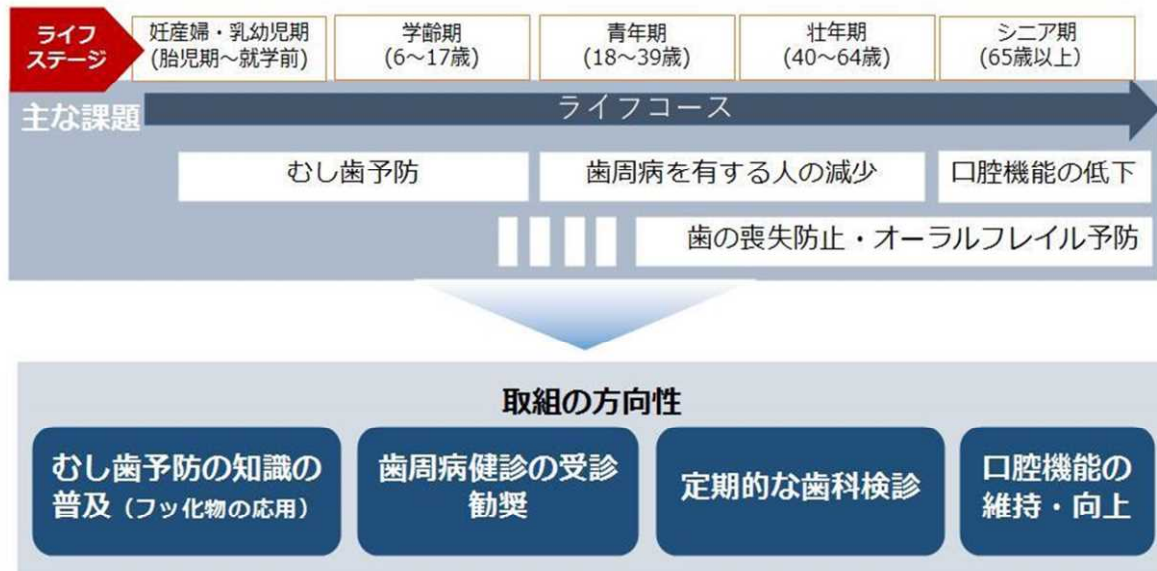 ライフ
ステージ
妊産婦・乳幼児期
(胎児期～就学前)
学齢期
(6～17歳)
青年期
(18～39歳)
壮年期
(40～64歳)
シニア期
(65歳以上)
主な課題
ライフコース
むし歯予防
歯周病を有する人の減少
口腔機能の低下
歯の喪失防止・オーラルフレイル予防
取組の方向性
むし歯予防の知識の
普及（フッ化物の応用）
歯周病健診の受診
勧奨
定期的な歯科検診
口腔機能の
維持・向上